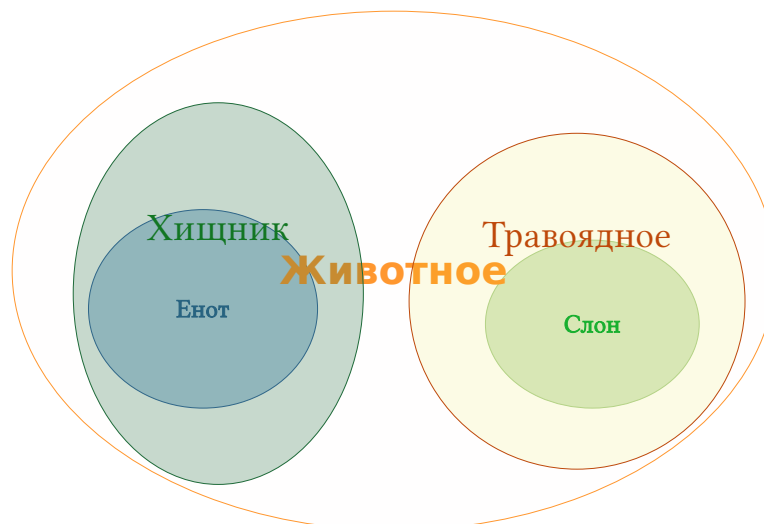 Хищник
Травоядное
Животное
Енот
Слон